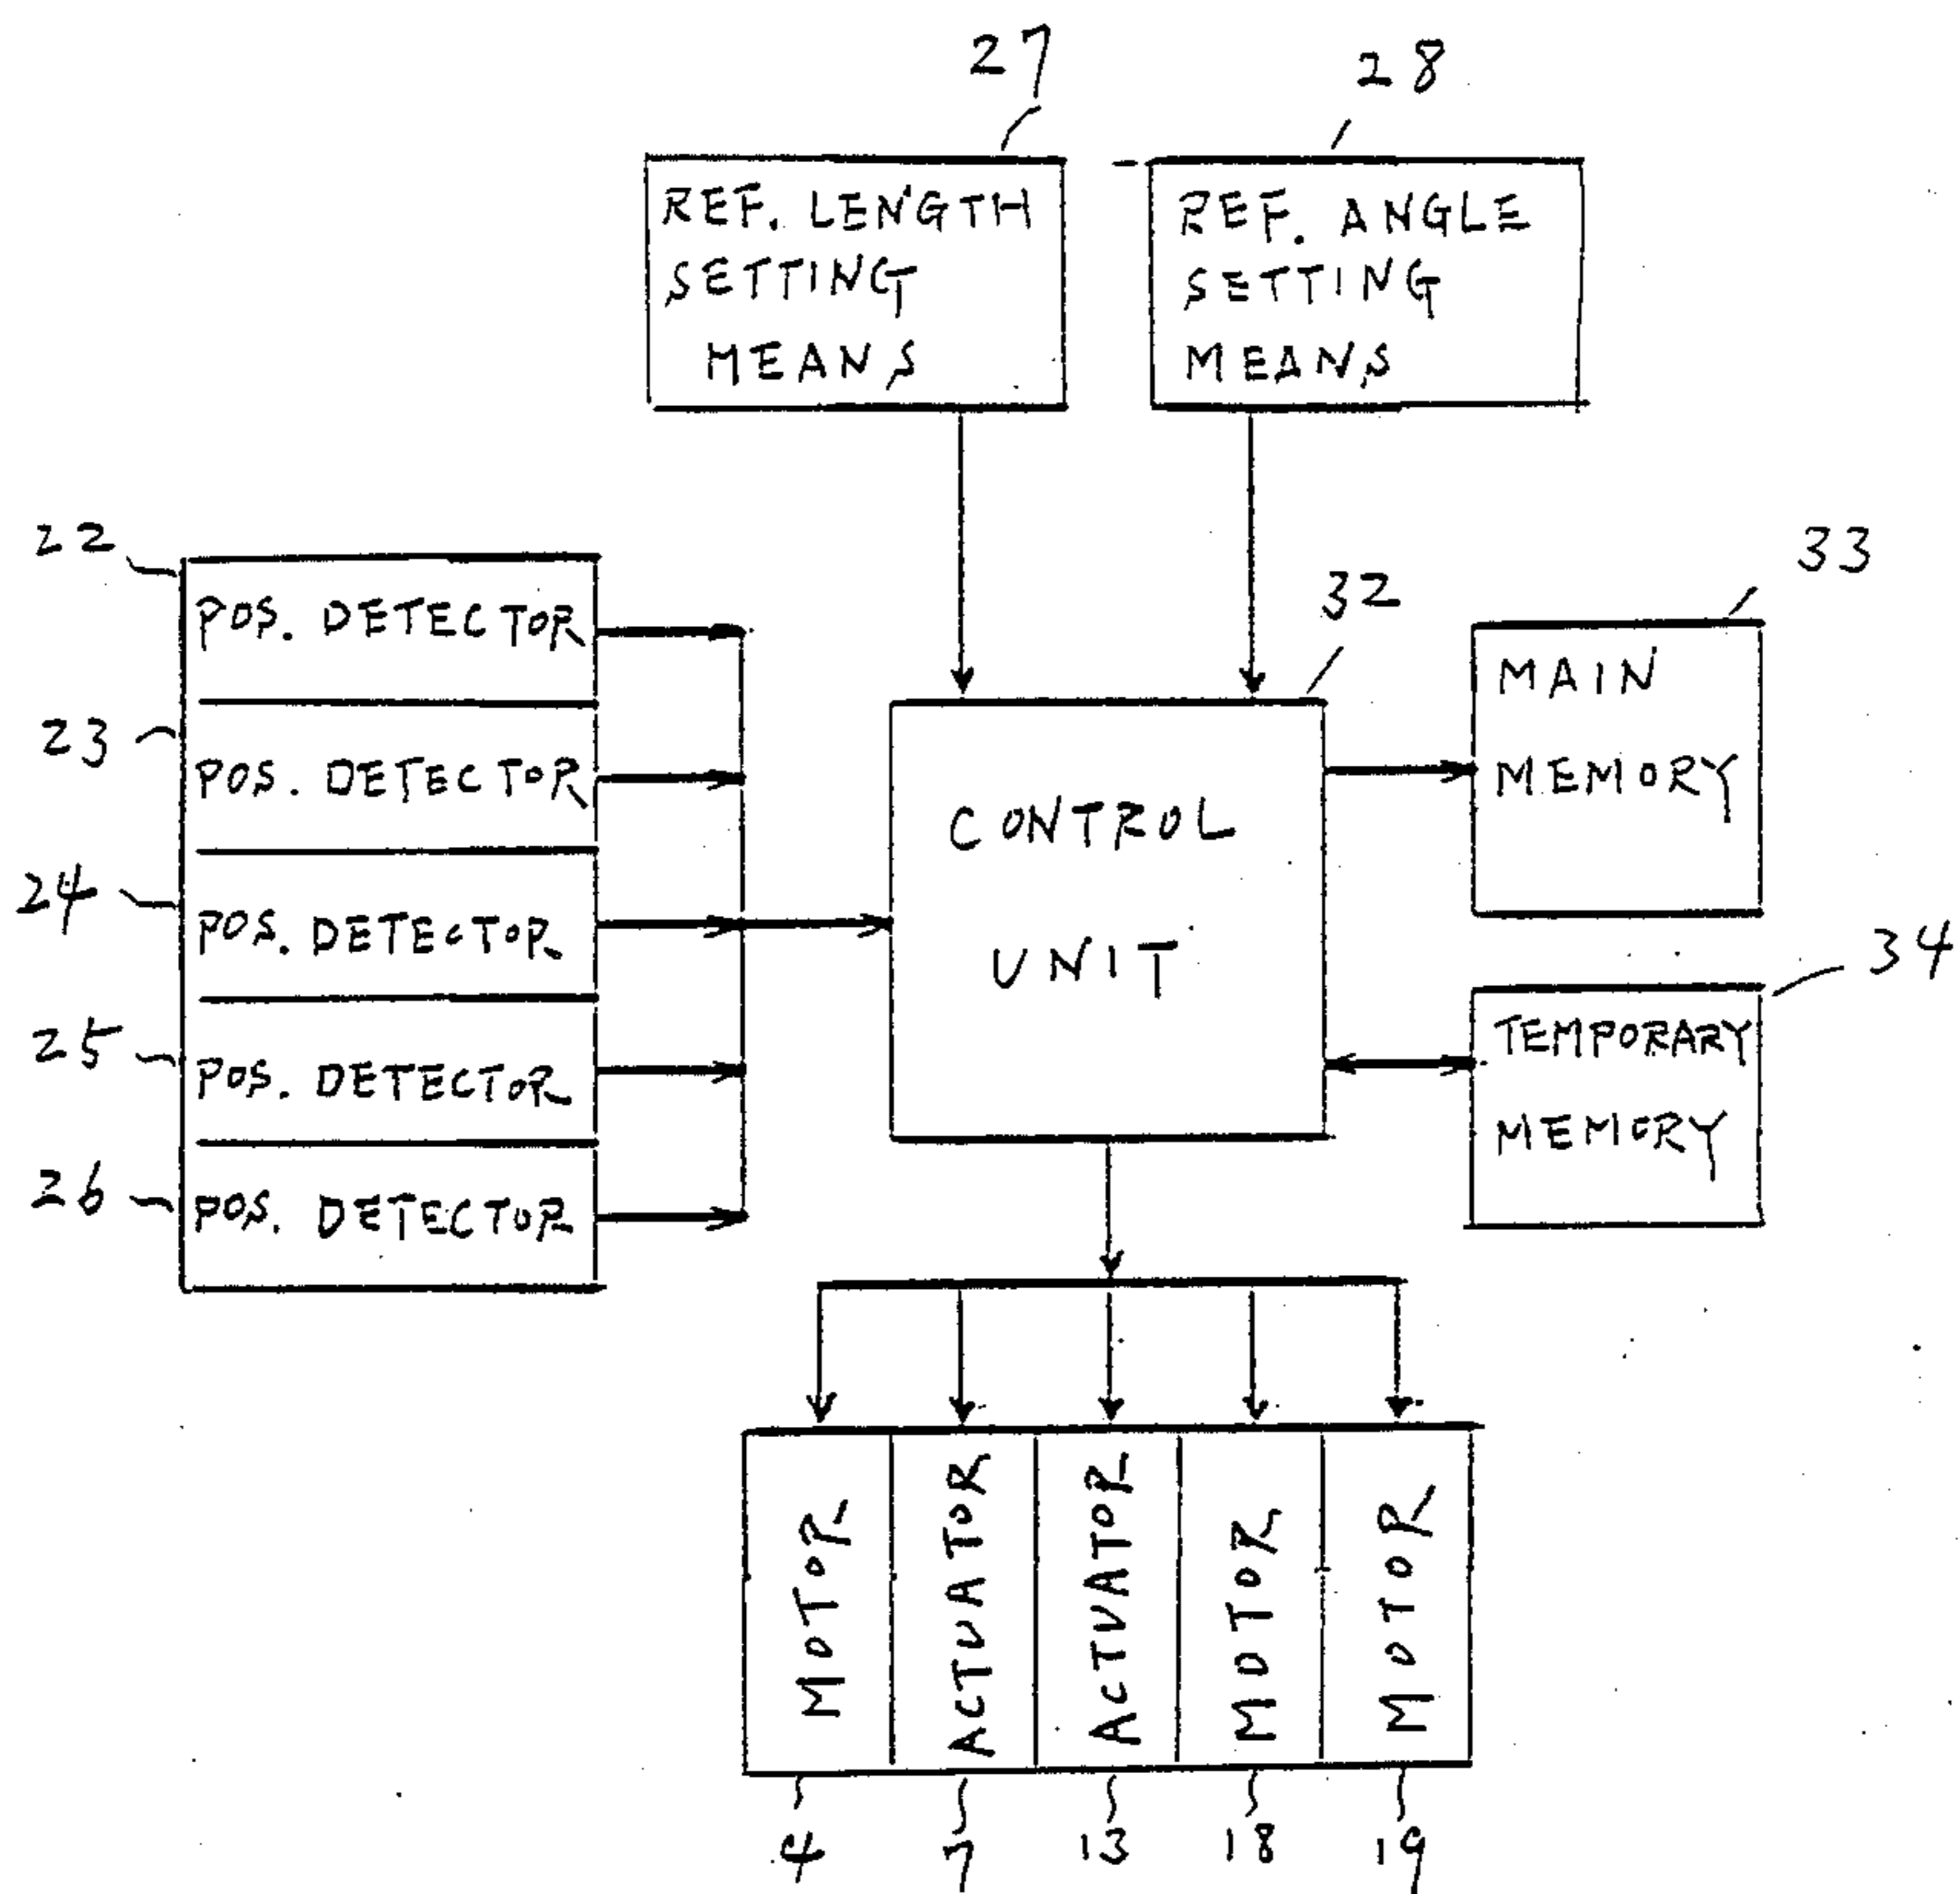 27
28
REF. LENGTH
SETTING
MEANS
REF. ANGLE
SETTING
MEANS
22
POS. DETECTOR
23
POS. DETECTOR
24
POS. DETECTOR
25
POS. DETECTOR
26
POS. DETECTOR
32
CONTROL
UNIT
33
MAIN
MEMORY
34
TEMPORARY
MEMORY
MOTOR
ACTUATOR
ACTUATOR
MOTOR
MOTOR
4
7
13
18
19